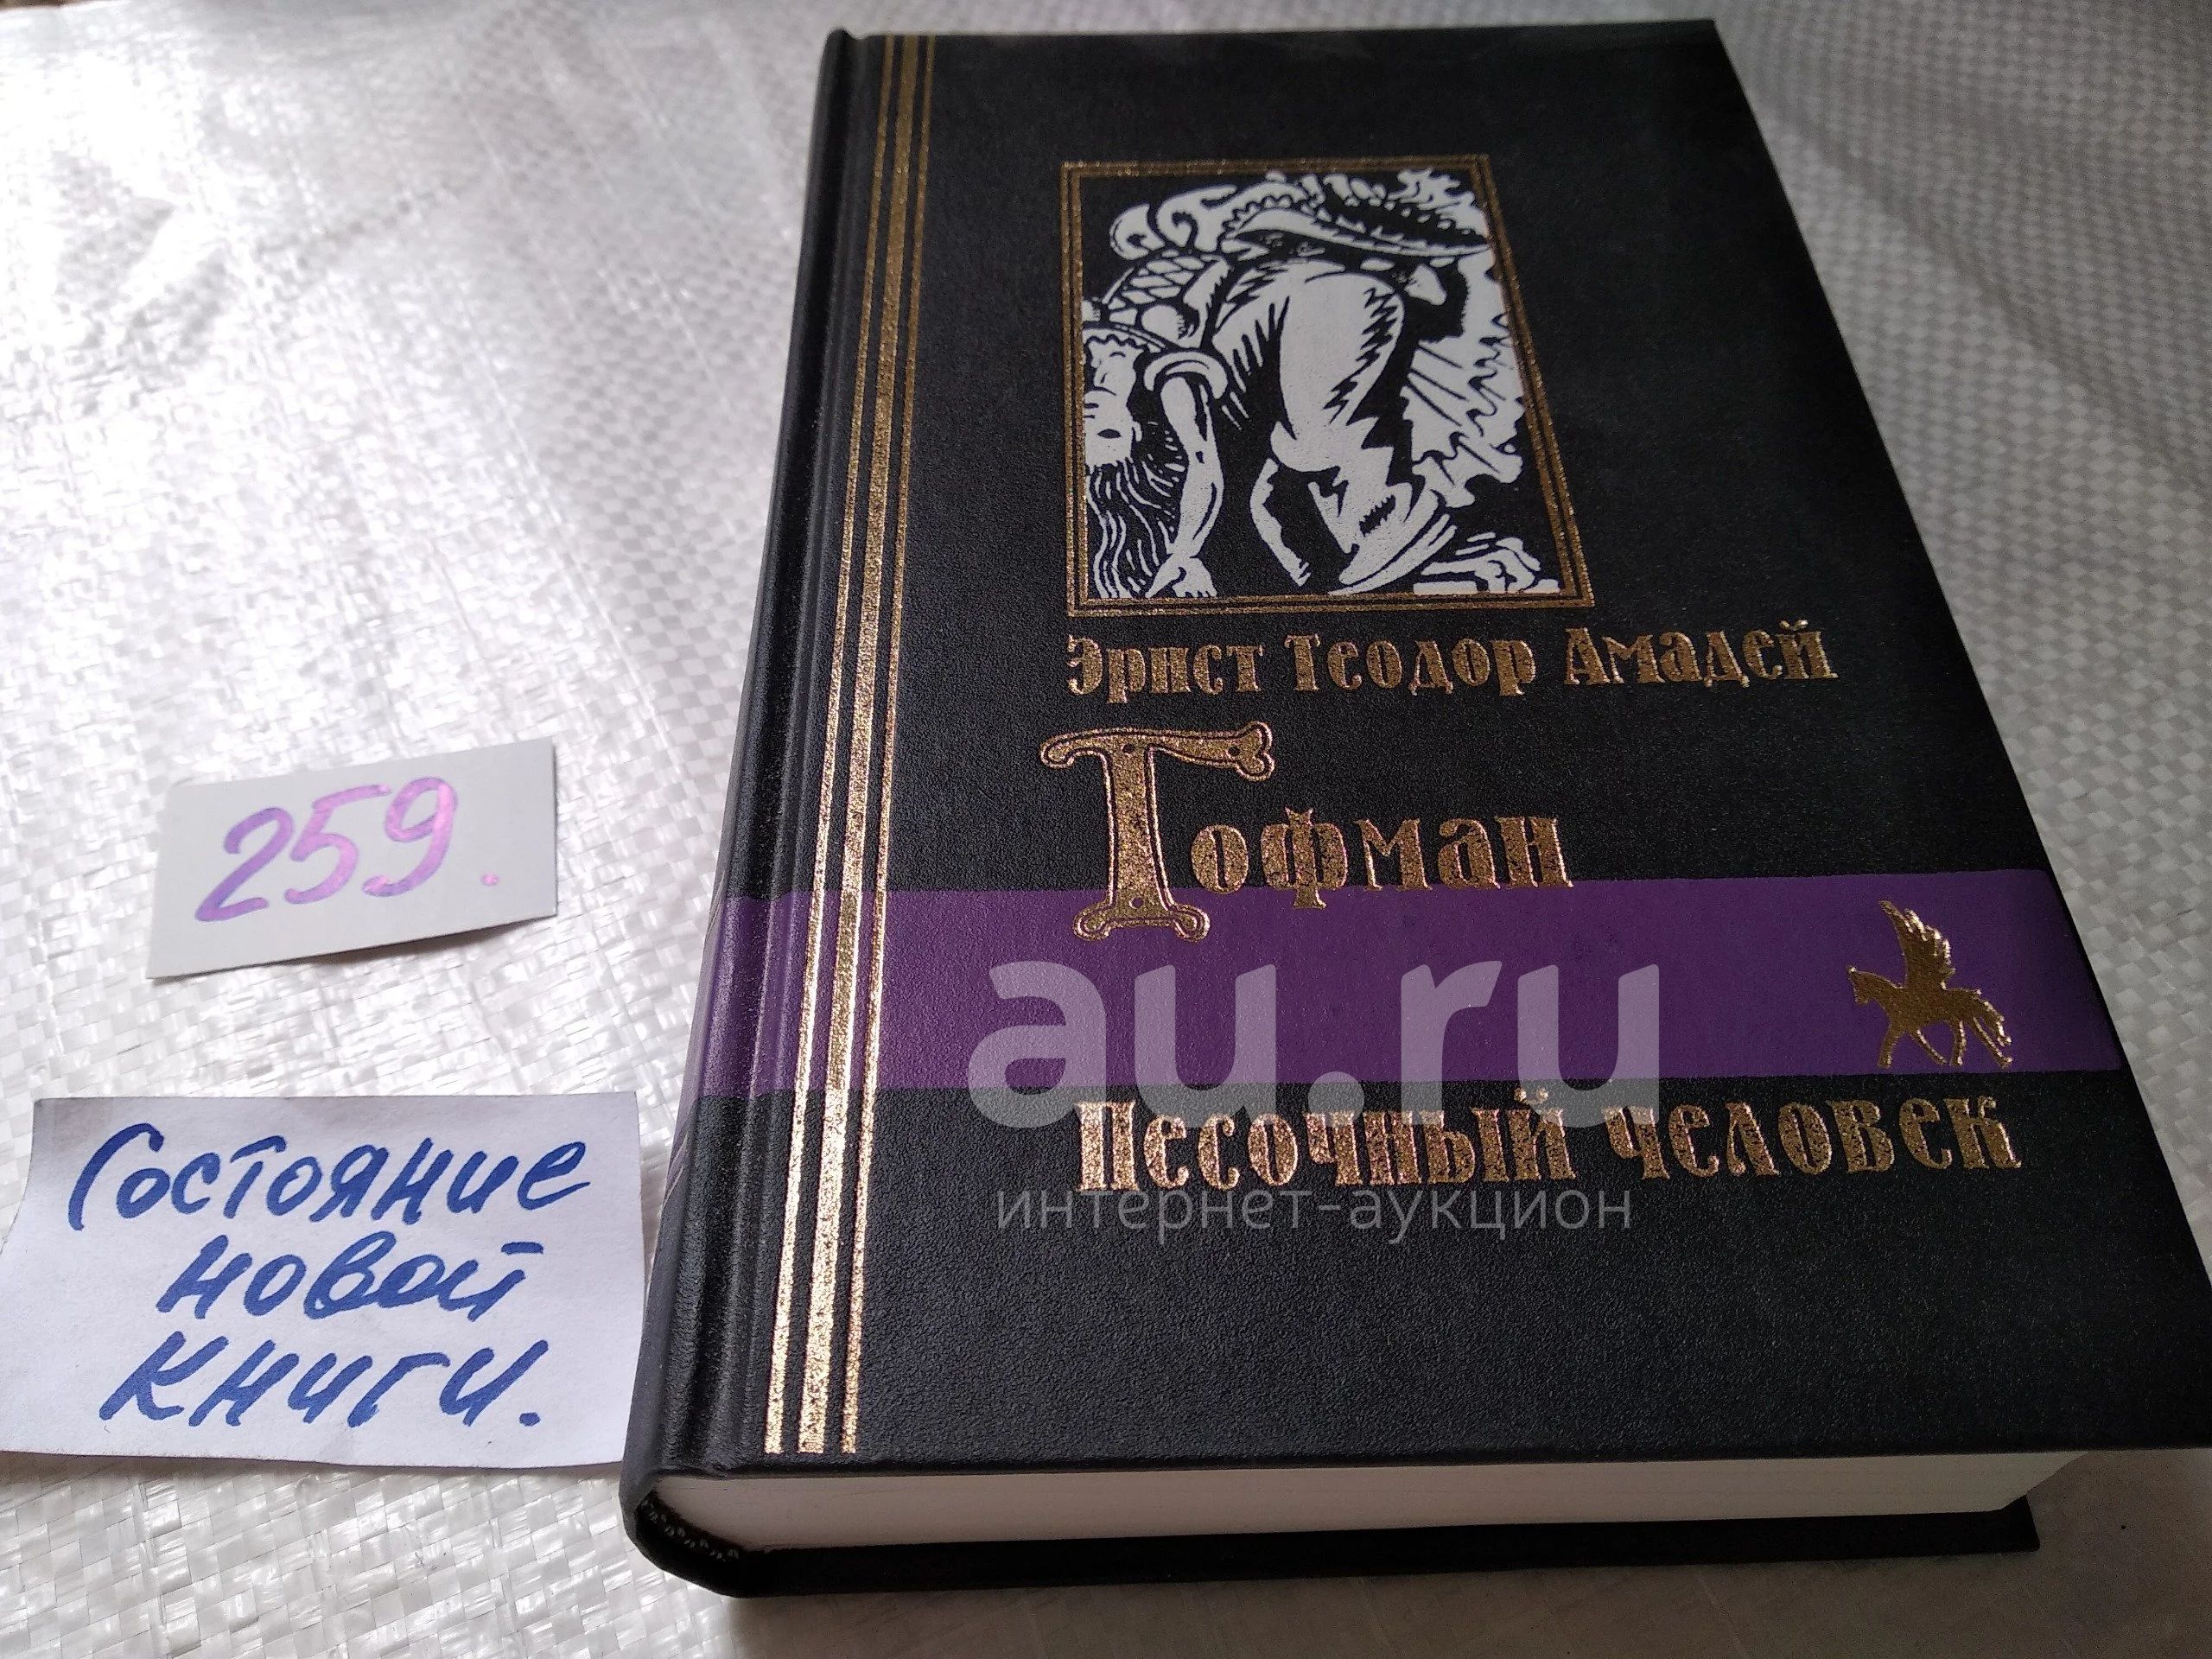 Эрнст Теодор Амадей
Гофман
Песочный человек
au.ru
интернет-аукцион
259.
Состояние
новой
книги.